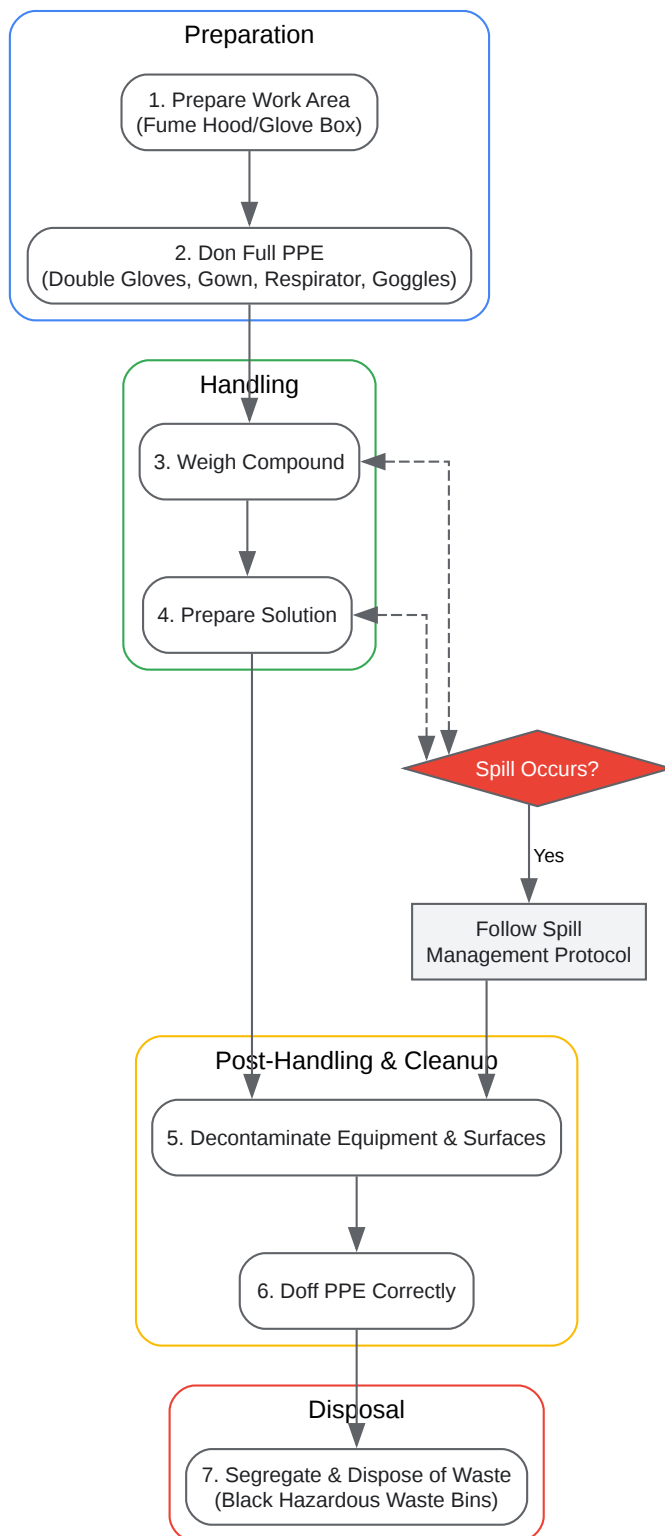 Preparation
1. Prepare Work Area
(Fume Hood/Glove Box)
2. Don Full PPE
(Double Gloves, Gown, Respirator, Goggles)
Handling
3. Weigh Compound
4. Prepare Solution
Spill Occurs?
Yes
Follow Spill
Management Protocol
Post-Handling & Cleanup
5. Decontaminate Equipment & Surfaces
6. Doff PPE Correctly
Disposal
7. Segregate & Dispose of Waste
(Black Hazardous Waste Bins)